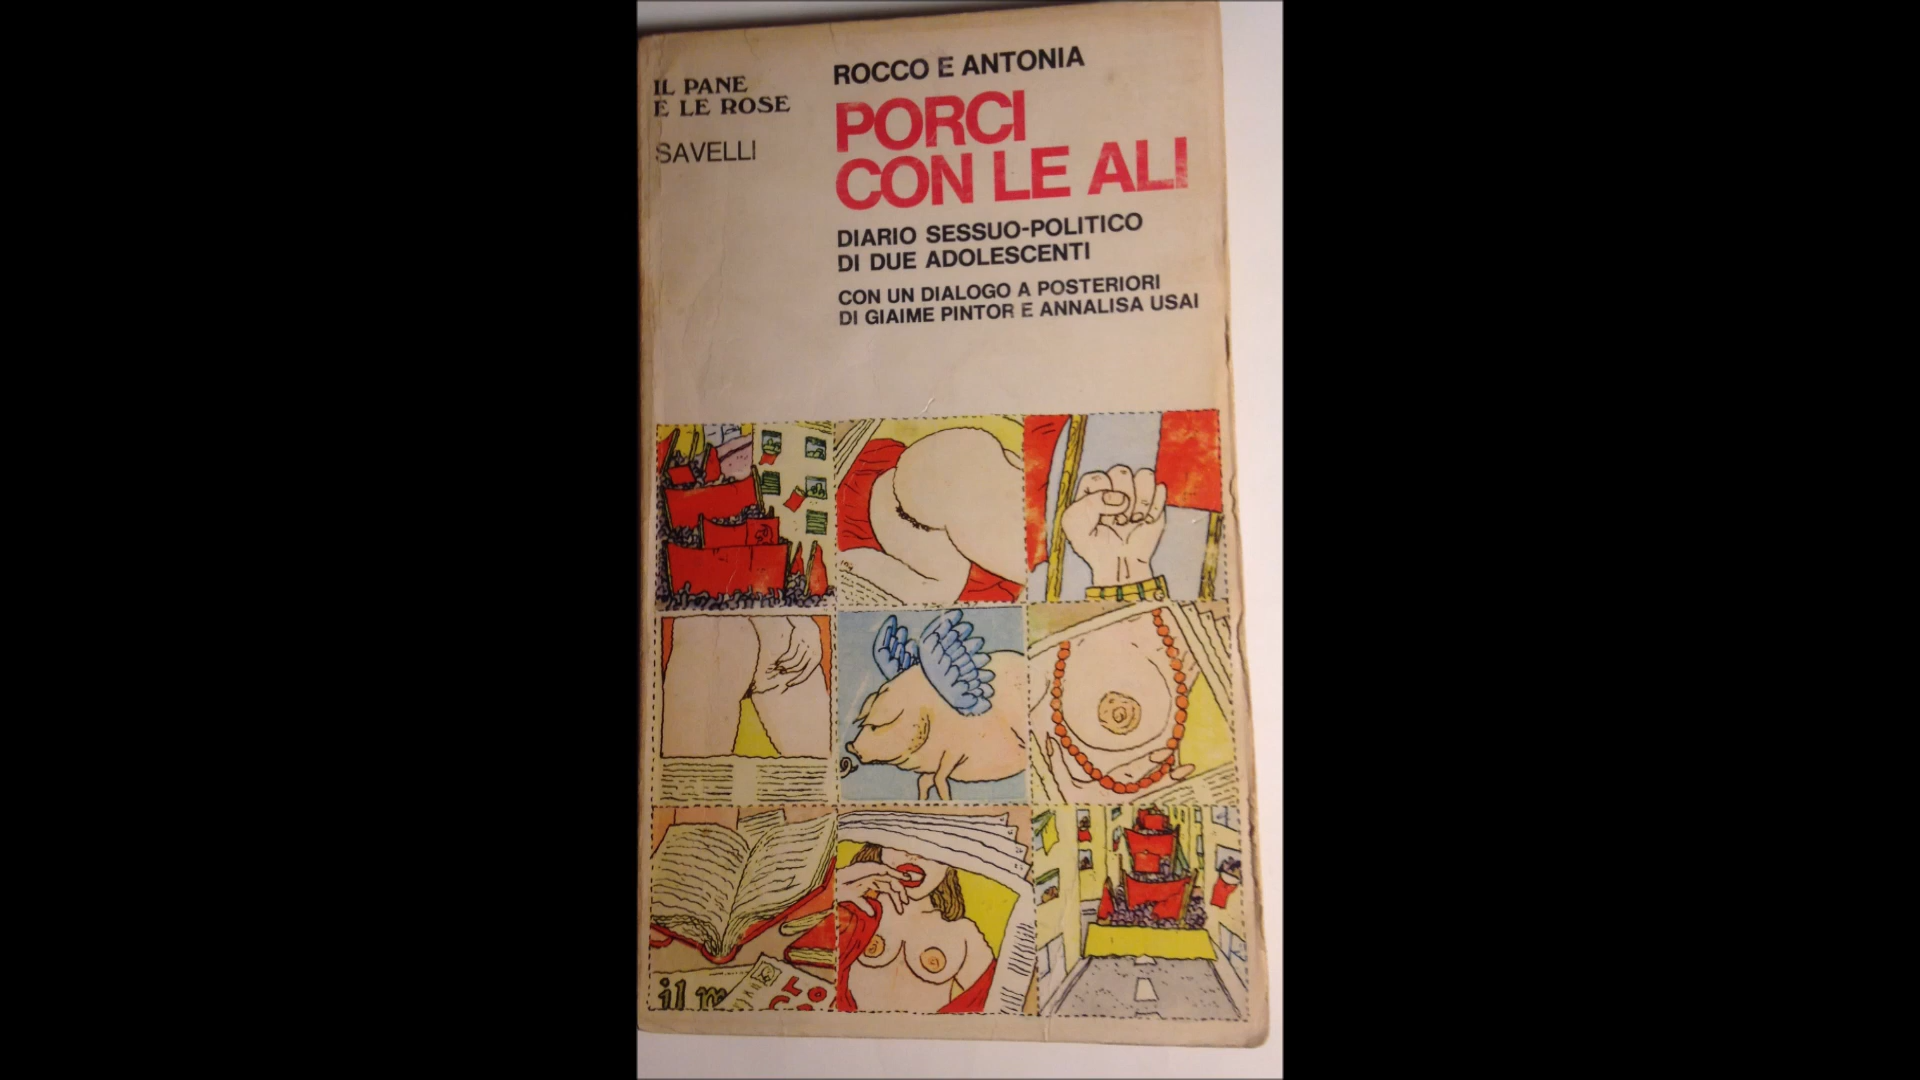 IL PANE
E LE ROSE
SAVELLI
ROCCO E ANTONIA
PORCI
CON LE ALI
DIARIO SESSUO-POLITICO
DI DUE ADOLESCENTI
CON UN DIALOGO A POSTERIORI
DI GIAIME PINTOR E ANNALISA USAI
il m